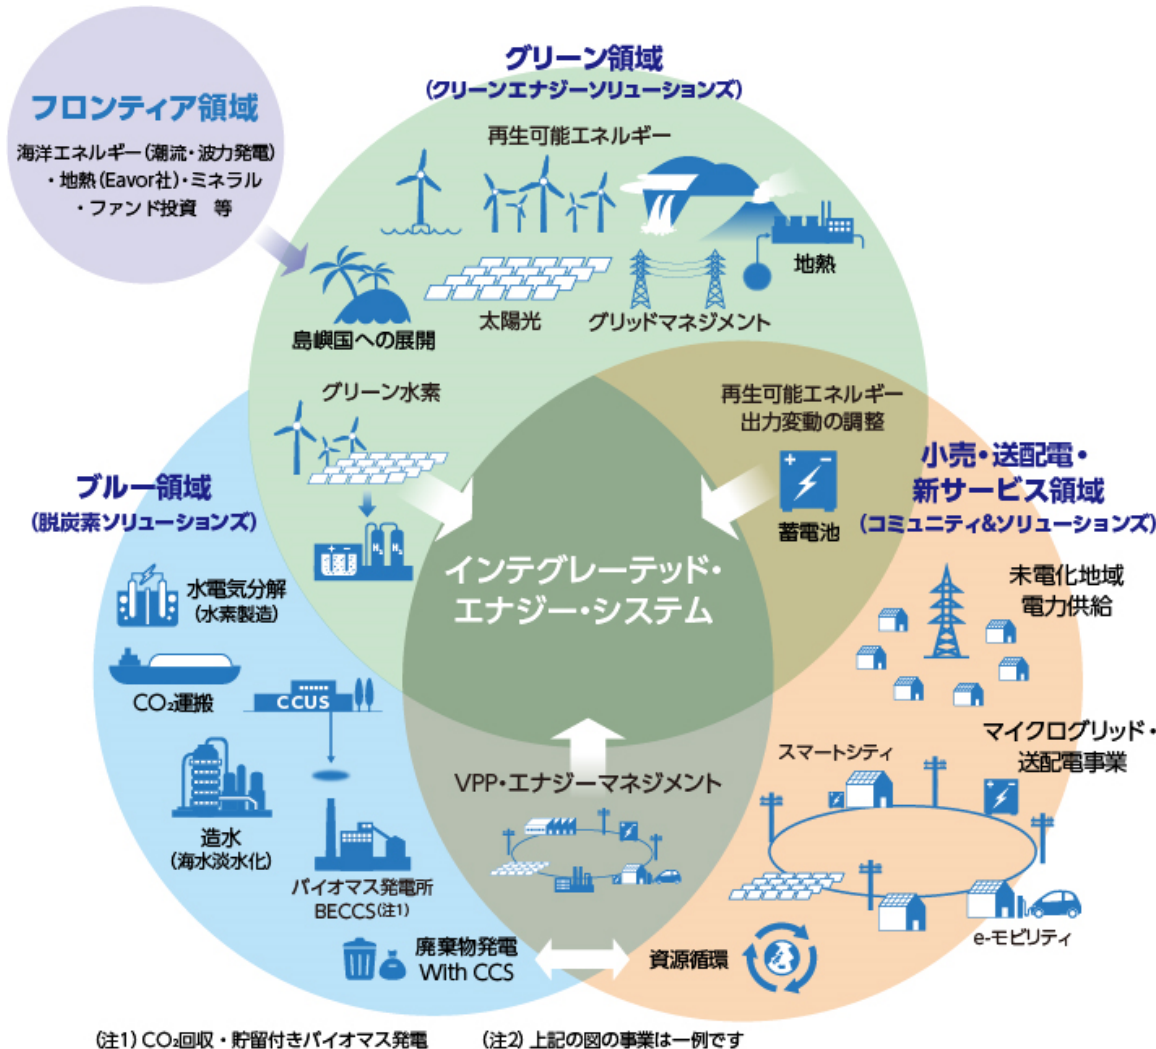 フロンティア領域
海洋エネルギー(潮流・波力発電)
・地熱(Eavor社)・ミネラル
・ファンド投資 等
グリーン領域
(クリーンエナジーソリューションズ)
再生可能エネルギー
地熱
太陽光
グリッドマネジメント
島嶼国への展開
グリーン水素
H₂
H₂
再生可能エネルギー
出力変動の調整
蓄電池
ブルー領域
(脱炭素ソリューションズ)
小売・送配電・
新サービス領域
(コミュニティ&ソリューションズ)
インテグレーテッド・
エナジー・システム
水電気分解
(水素製造)
CO₂運搬
CCUS
造水
(海水淡水化)
バイオマス発電所
BECCS(注1)
廃棄物発電
With CCS
VPP・エナジーマネジメント
未電化地域
電力供給
マイクログリッド・
送配電事業
スマートシティ
e-モビリティ
資源循環
(注1) CO₂回収・貯留付きバイオマス発電
(注2) 上記の図の事業は一例です